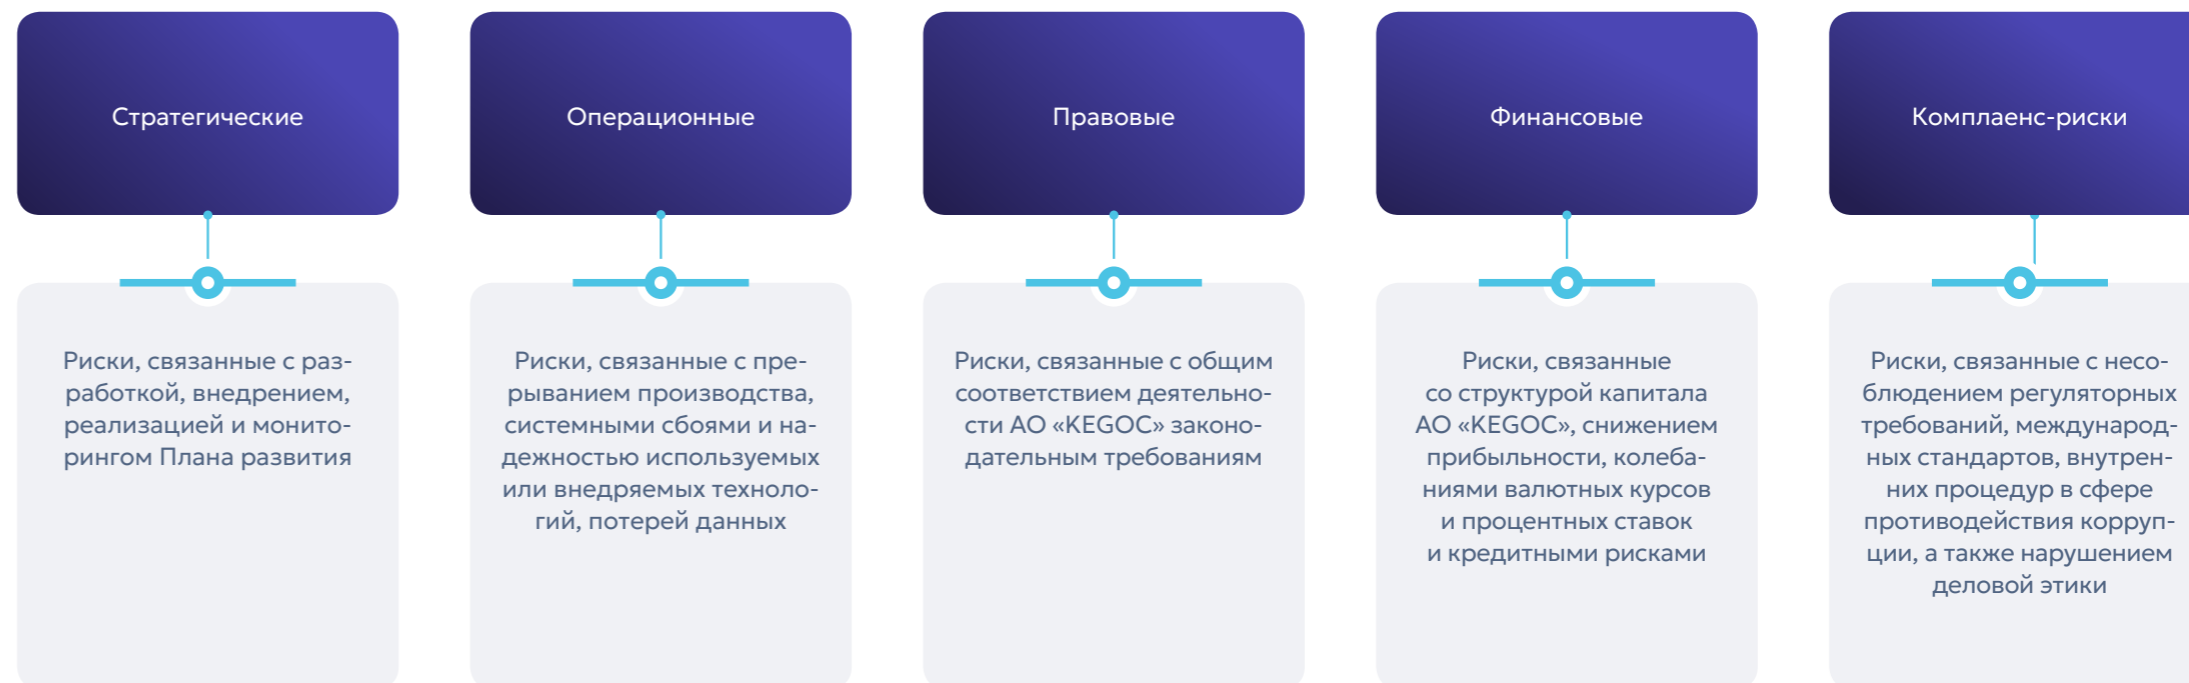 Стратегические
Риски, связанные с раз-
работкой, внедрением,
реализацией и монито-
рингом Плана развития
Операционные
Риски, связанные с пре-
рыванием производства,
системными сбоями и на-
дежностью используемых
или внедряемых техноло-
гий, потерей данных
Правовые
Риски, связанные с общим
соответствием деятельно-
сти АО «KEGOC» законо-
дательным требованиям
Финансовые
Риски, связанные
со структурой капитала
АО «KEGOC», снижением
прибыльности, колеба-
ниями валютных курсов
и процентных ставок
и кредитными рисками
Комплаенс-риски
Риски, связанные с несо-
блюдением регуляторных
требований, международ-
ных стандартов, внутрен-
них процедур в сфере
противодействия корруп-
ции, а также нарушением
деловой этики